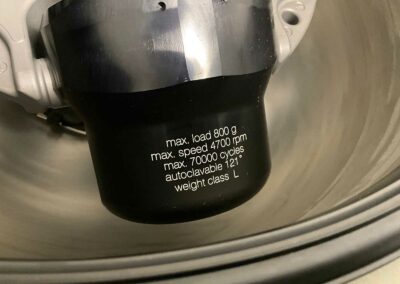 max. load 800 g
max. speed 4700 rpm
max. 70000 cycles
autoclavable 121°
weight class L